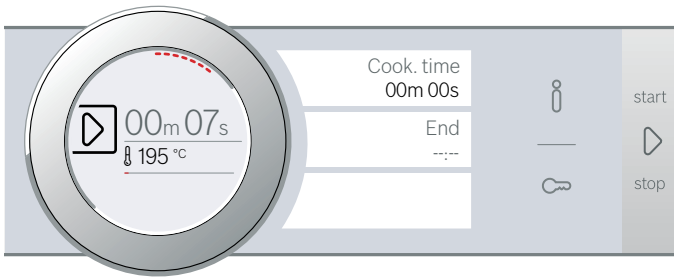 00m 07s
195 °C
Cook. time
00m 00s
End
--:--
start
stop